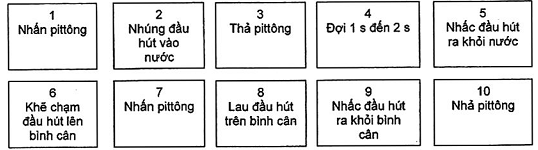 1
Nhấn pittông
2
Nhúng đầu
hút vào
nước
3
Thả pittông
4
Đợi 1 s đến 2 s
5
Nhấc đầu hút
ra khỏi nước
6
Khẽ chạm
đầu hút lên
bình cân
7
Nhấn pittông
8
Lau đầu hút
trên bình cân
9
Nhấc đầu hút
ra khỏi bình
cân
10
Nhả pittông